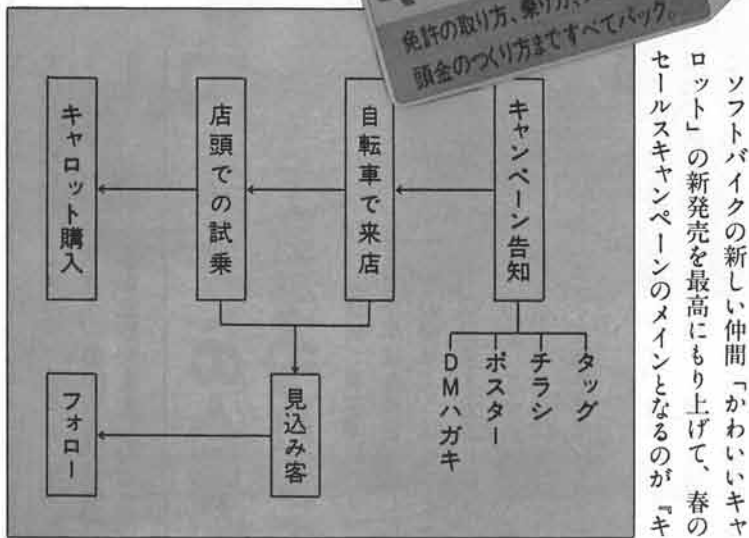 免許の取り方、乗り方、
頭金のつくり方まですべてパック。
ソフトバイクの新しい仲間「かわいいキャ
ロット」の新発売を最高にもり上げて、春の
セールスキャンペーンのメインとなるのが『キ
キャンペーン告知
タッグ
チラシ
ポスター
DMハガキ
自転車で来店
店頭での試乗
キャロット購入
見込み客
フォロー